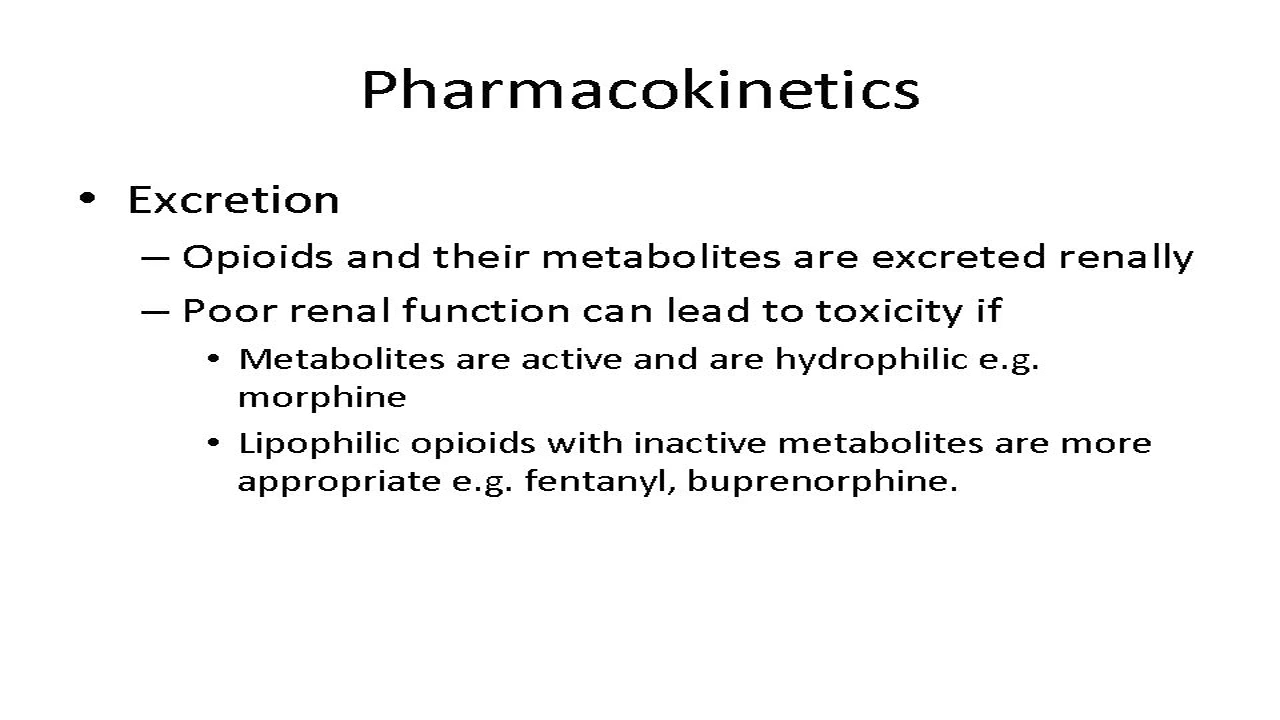 Pharmacokinetics
• Excretion
– Opioids and their metabolites are excreted renally
– Poor renal function can lead to toxicity if
• Metabolites are active and are hydrophilic e.g.
morphine
• Lipophilic opioids with inactive metabolites are more
appropriate e.g. fentanyl, buprenorphine.